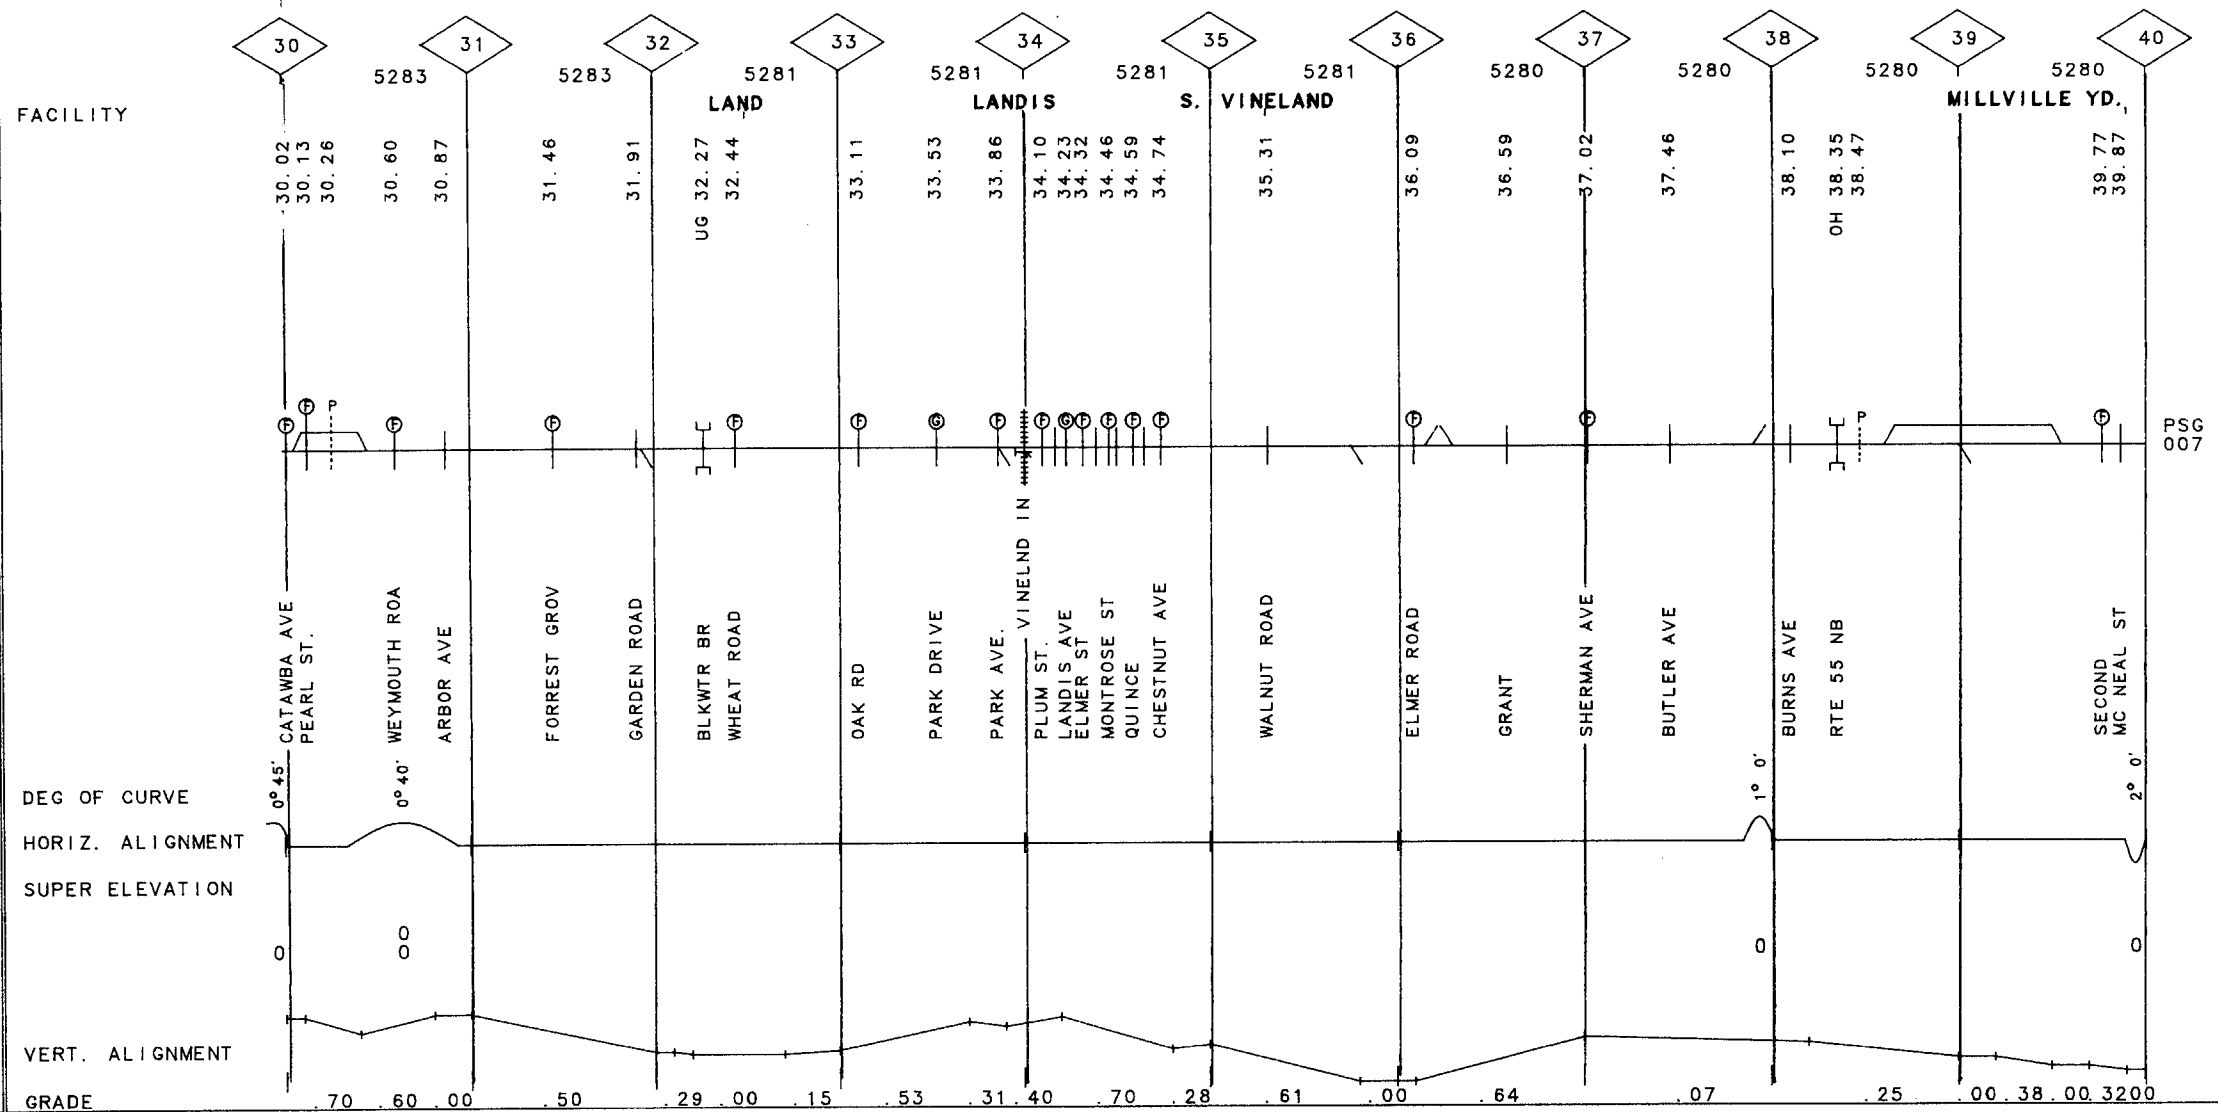 30 31 32 33 34 35 36 37 38 39 40
5283 5283 5281 5281 5281 5281 5280 5280 5280 5280
FACILITY LAND LANDIS S. VINELAND MILLVILLE YD.
30.02
30.13
30.26
30.60
30.87
31.46
31.91
UG 32.27
32.44
33.11
33.53
33.86
34.10
34.23
34.32
34.46
34.59
34.74
35.31
36.09
36.59
37.02
37.46
38.10
OH 38.35
38.47
39.77
39.87
F F P F F F F G F F G F F F F F F P F
PSG
007
CATAWBA AVE
PEARL ST.
WEYMOUTH ROA
ARBOR AVE
FORREST GROV
GARDEN ROAD
BLKWTR BR
WHEAT ROAD
OAK RD
PARK DRIVE
PARK AVE.
VINELND IN
PLUM ST.
LANDIS AVE
ELMER ST
MONTROSE ST
QUINCE
CHESTNUT AVE
WALNUT ROAD
ELMER ROAD
GRANT
SHERMAN AVE
BUTLER AVE
BURNS AVE
RTE 55 NB
SECOND
MC NEAL ST
DEG OF CURVE 0° 45' 0° 40' 1° 0' 2° 0'
HORIZ. ALIGNMENT
SUPER ELEVATION
0
0 0 0 0
VERT. ALIGNMENT
GRADE .70 .60 .00 .50 .29 .00 .15 .53 .31 .40 .70 .28 .61 .00 .64 .07 .25 .00 .38 .00 .3200